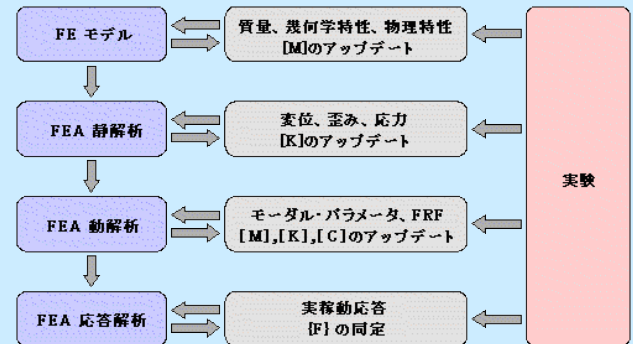 FE モデル
質量、幾何学特性、物理特性
[M]のアップデート
FEA 静解析
変位、歪み、応力
[K]のアップデート
実験
FEA 動解析
モーダル・パラメータ、FRF
[M],[K],[C]のアップデート
FEA 応答解析
実稼動応答
{F} の同定